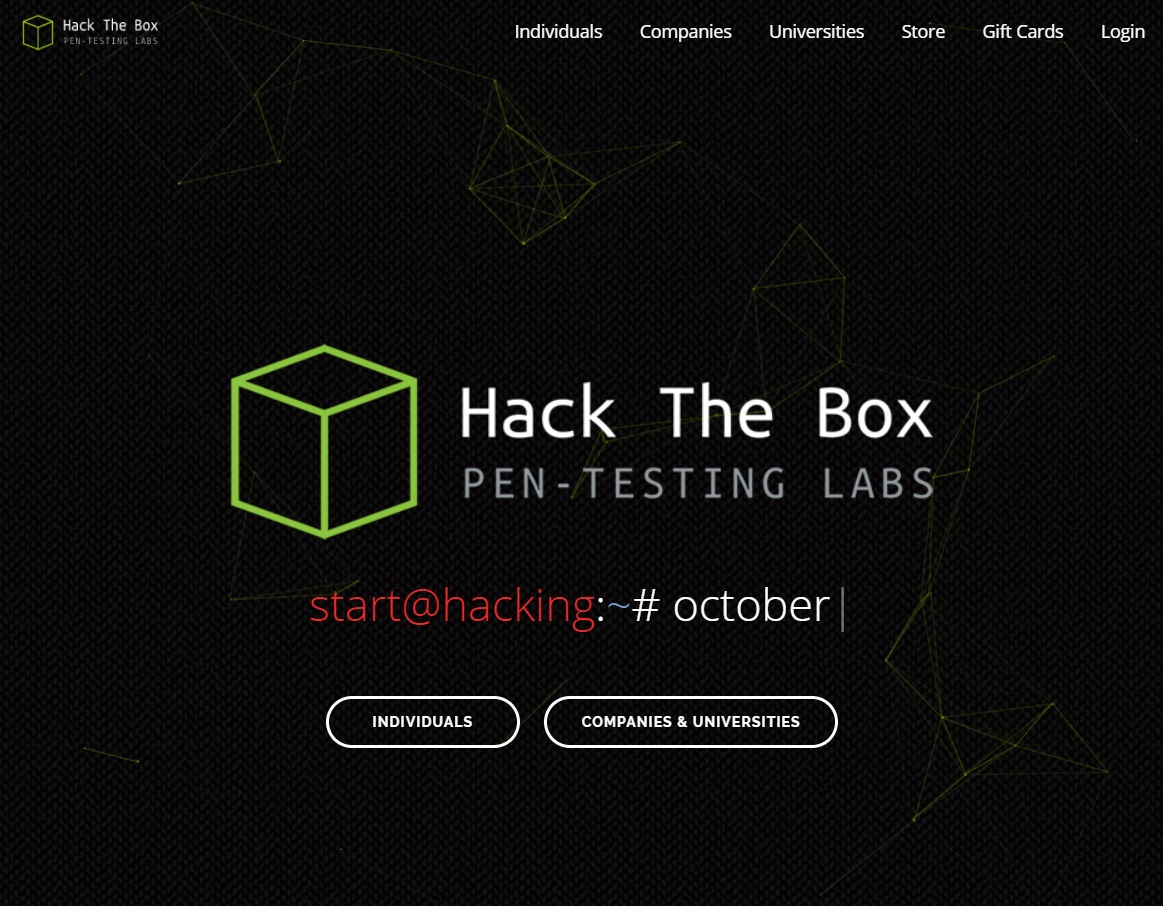 Hack The Box
PEN-TESTING LABS
Individuals Companies Universities Store Gift Cards Login
Hack The Box
PEN-TESTING LABS
start@hacking:~# october|
INDIVIDUALS COMPANIES & UNIVERSITIES